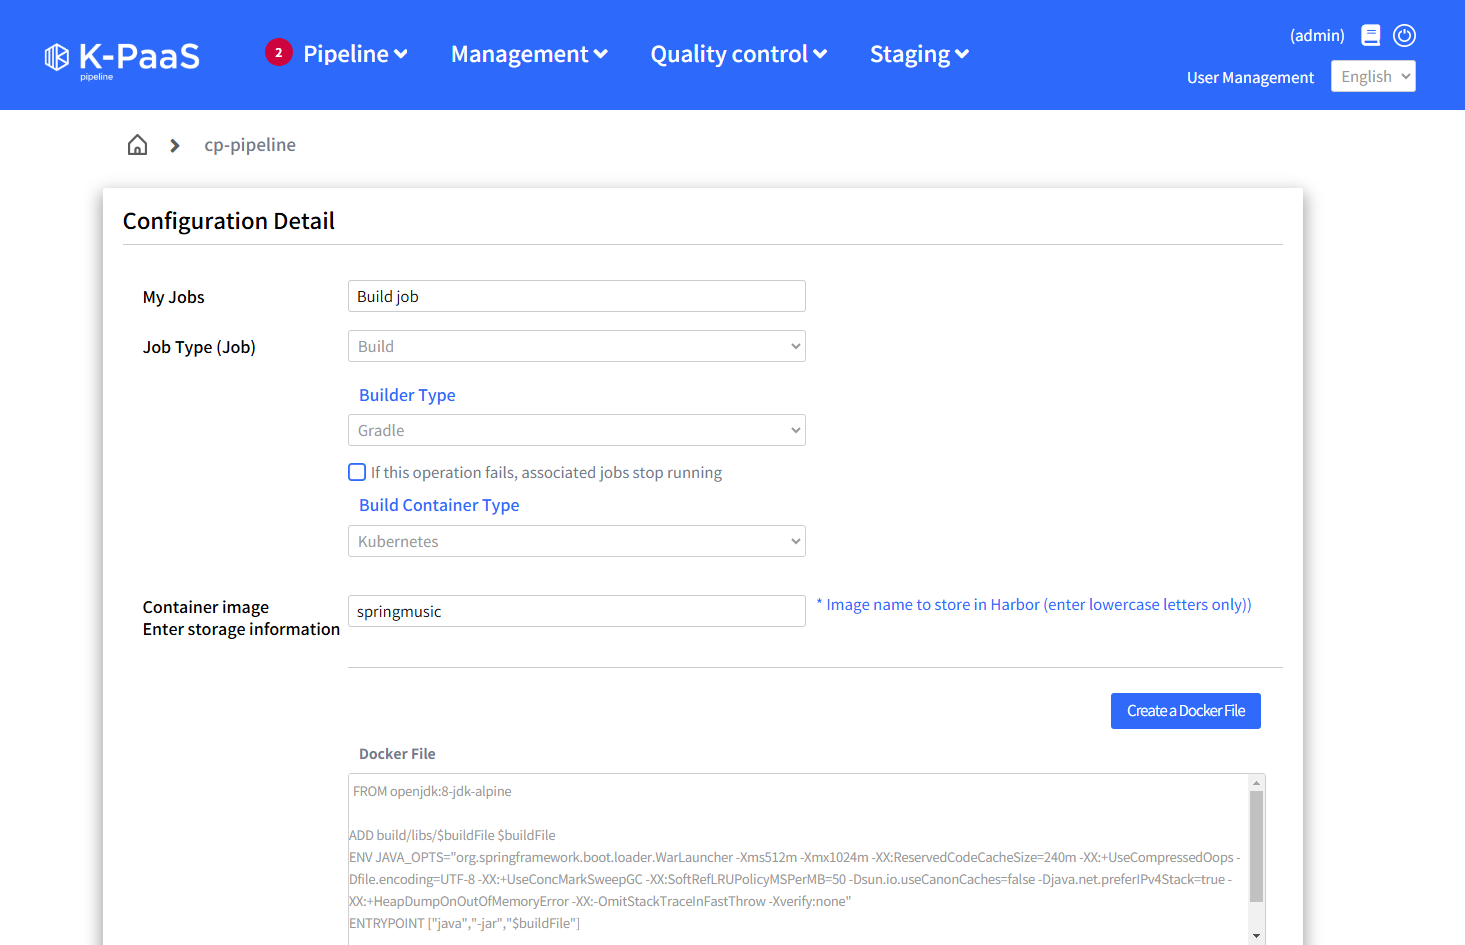 K-PaaS
pipeline
2 Pipeline
Management
Quality control
Staging
(admin)
User Management
English
cp-pipeline
Configuration Detail
My Jobs
Build job
Job Type (Job)
Build
Builder Type
Gradle
If this operation fails, associated jobs stop running
Build Container Type
Kubernetes
Container image
Enter storage information
springmusic
* Image name to store in Harbor (enter lowercase letters only))
Create a Docker File
Docker File
FROM openjdk:8-jdk-alpine
ADD build/libs/$buildFile $buildFile
ENV JAVA_OPTS="org.springframework.boot.loader.WarLauncher -Xms512m -Xmx1024m -XX:ReservedCodeCacheSize=240m -XX:+UseCompressedOops -
Dfile.encoding=UTF-8 -XX:+UseConcMarkSweepGC -XX:SoftRefLRUPolicyMSPerMB=50 -Dsun.io.useCanonCaches=false -Djava.net.preferIPv4Stack=true -
XX:+HeapDumpOnOutOfMemoryError -XX:-OmitStackTraceInFastThrow -Xverify:none"
ENTRYPOINT ["java","-jar","$buildFile"]